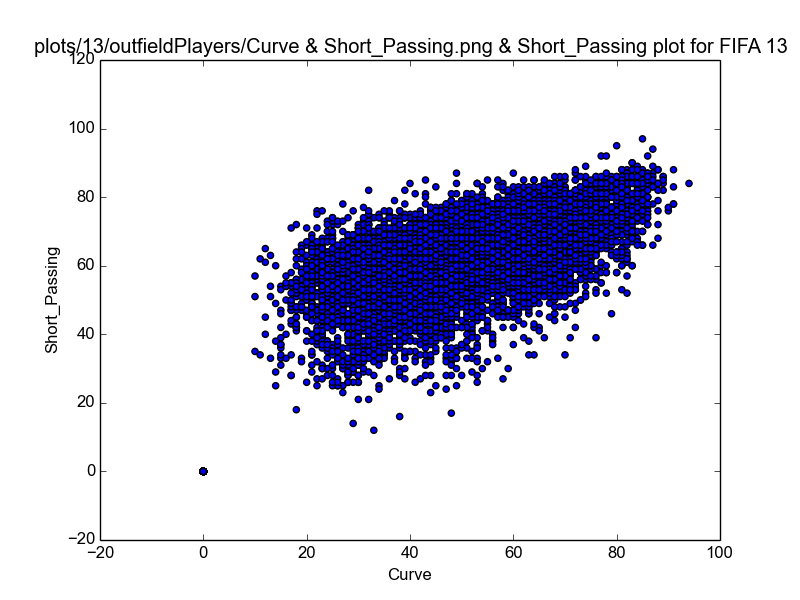 plots/13/outfieldPlayers/Curve & Short_Passing.png & Short_Passing plot for FIFA 13
120
100
80
60
40
20
0
−20
Short_Passing
−20 0 20 40 60 80 100
Curve